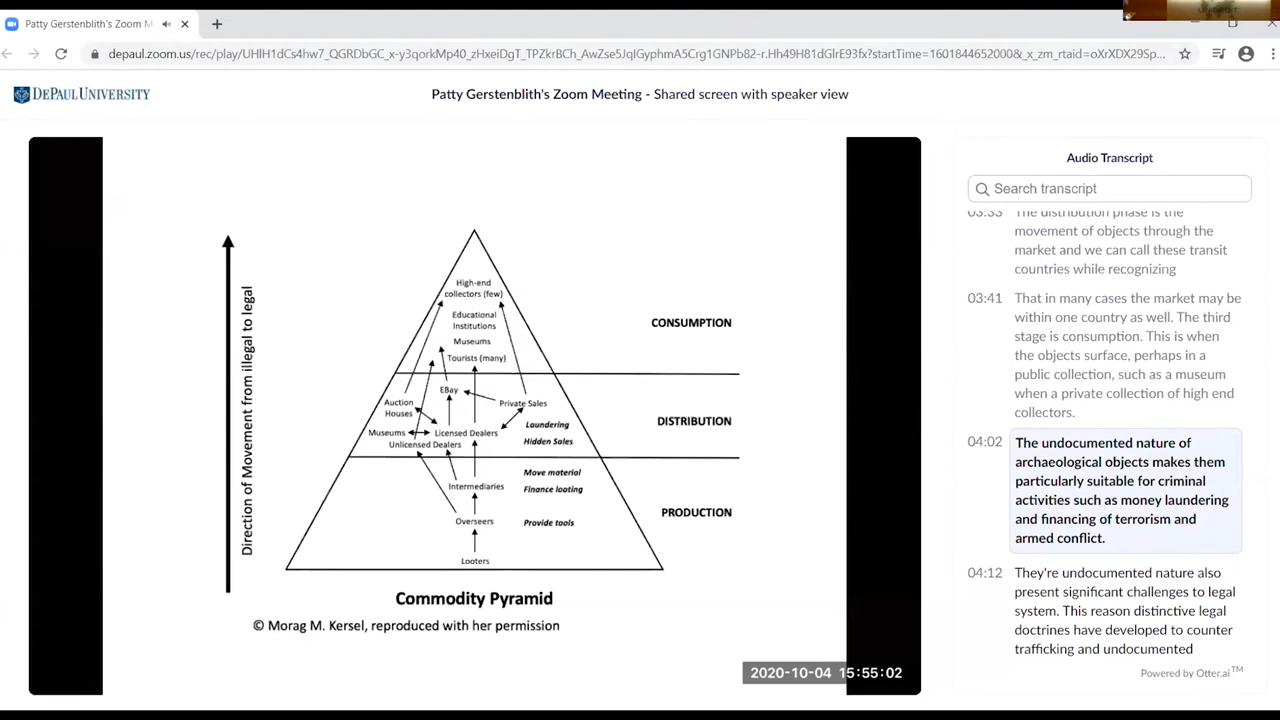 Patty Gerstenblith's Zoom M
depaul.zoom.us/rec/play/
DEPAUL UNIVERSITY
Patty Gerstenblith's Zoom Meeting - Shared screen with speaker view
Direction of Movement from illegal to legal
High-end
collectors (few)
Educational
Institutions
Museums
Tourists (many)
CONSUMPTION
EBay
Auction
Houses
Private Sales
Laundering
DISTRIBUTION
Museums
Licensed Dealers
Hidden Sales
Unlicensed Dealers
Move material
Intermediaries
Finance looting
PRODUCTION
Overseers
Provide tools
Looters
Commodity Pyramid
© Morag M. Kersel, reproduced with her permission
2020-10-04 15:55:02
Audio Transcript
Search transcript
03:33 The distribution phase is the
movement of objects through the
market and we can call these transit
countries while recognizing
03:41 That in many cases the market may be
within one country as well. The third
stage is consumption. This is when
the objects surface, perhaps in a
public collection, such as a museum
when a private collection of high end
collectors.
04:02 The undocumented nature of
archaeological objects makes them
particularly suitable for criminal
activities such as money laundering
and financing of terrorism and
armed conflict.
04:12 They're undocumented nature also
present significant challenges to legal
system. This reason distinctive legal
doctrines have developed to counter
trafficking and undocumented
Powered by Otter.ai™